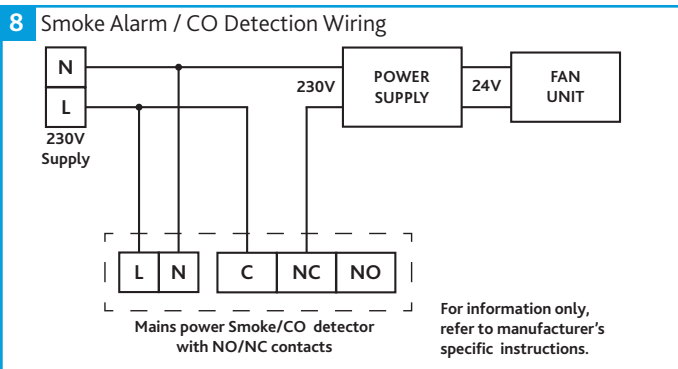 8 Smoke Alarm / CO Detection Wiring
N
L
230V
Supply
230V
POWER
SUPPLY
24V
FAN
UNIT
L N C NC NO
Mains power Smoke/CO detector
with NO/NC contacts
For information only,
refer to manufacturer's
specific instructions.